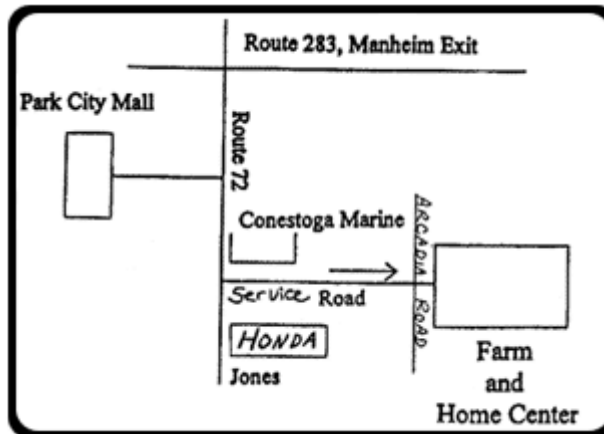 Route 283, Manheim Exit
Park City Mall
Route 72
Conestoga Marine
ARCADIA ROAD
Service Road
HONDA
Jones
Farm
and
Home Center